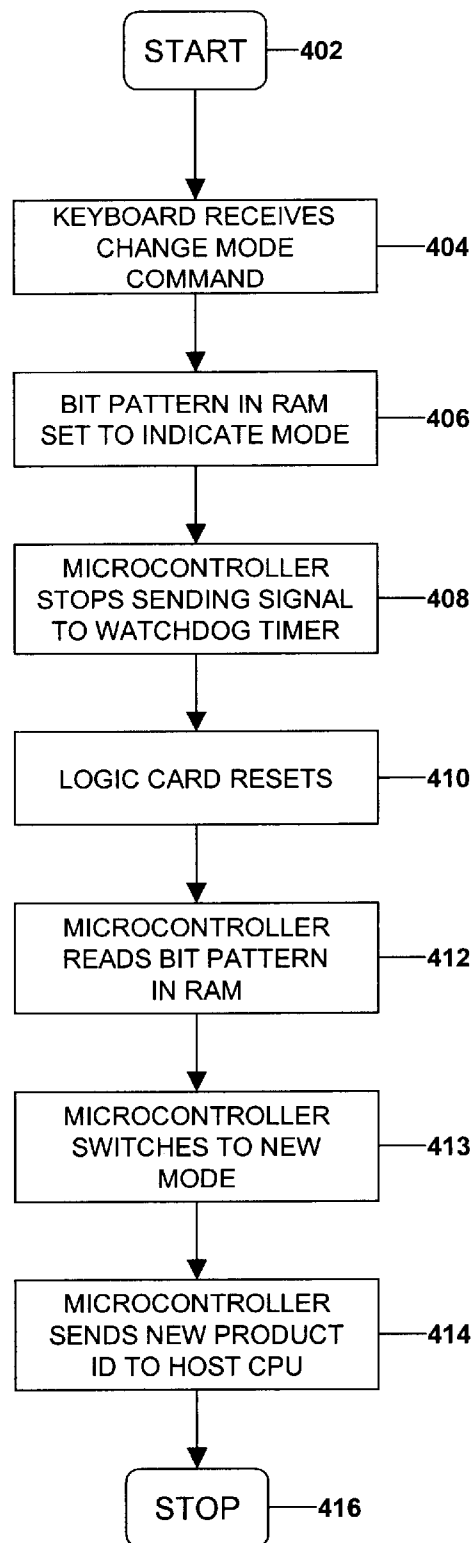 START
402
KEYBOARD RECEIVES
CHANGE MODE
COMMAND
404
BIT PATTERN IN RAM
SET TO INDICATE MODE
406
MICROCONTROLLER
STOPS SENDING SIGNAL
TO WATCHDOG TIMER
408
LOGIC CARD RESETS
410
MICROCONTROLLER
READS BIT PATTERN
IN RAM
412
MICROCONTROLLER
SWITCHES TO NEW
MODE
413
MICROCONTROLLER
SENDS NEW PRODUCT
ID TO HOST CPU
414
STOP
416